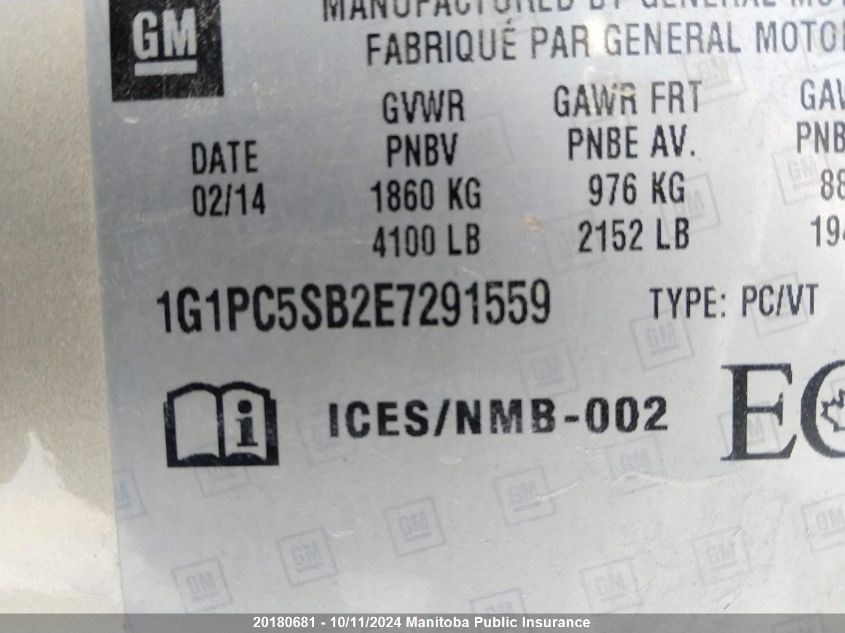 GM
MANUFACTURED BY GENERAL
FABRIQUÉ PAR GENERAL
GVWR GAWR FRT
DATE PNBV PNBE AV.
02/14 1860 KG 976 KG
4100 LB 2152 LB
1G1PC5SB2E7291559 TYPE: PC/VT
i ICES/NMB-002
20180681 - 10/11/2024 Manitoba Public Insurance